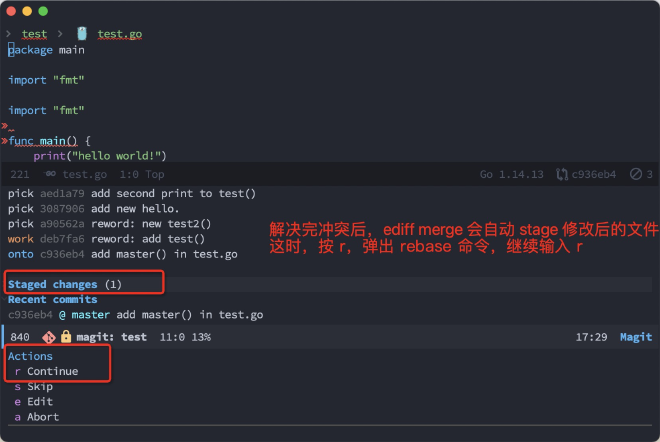 test > test.go
package main
import "fmt"
import "fmt"
func main() {
print("hello world!")
221 test.go 1:0 Top Go 1.14.13 c936eb4 3
pick aed1a79 add second print to test()
pick 3087906 add new hello.
pick a90562a reword: new test2()
work deb7fa6 reword: add test()
onto c936eb4 add master() in test.go
解决完冲突后，ediff merge 会自动 stage 修改后的文件
这时，按 r，弹出 rebase 命令，继续输入 r
Staged changes (1)
Recent commits
c936eb4 @ master add master() in test.go
840 magit: test 11:0 13% 17:29 Magit
Actions
r Continue
s Skip
e Edit
a Abort